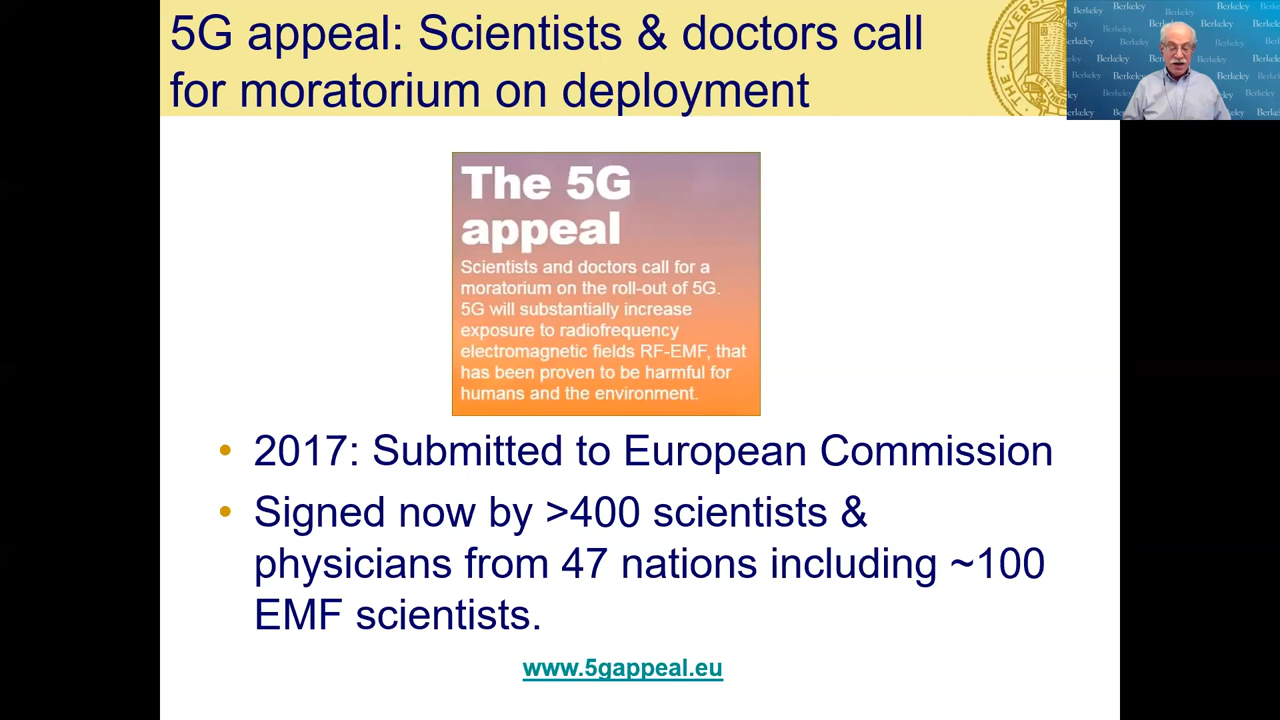 5G appeal: Scientists & doctors call
for moratorium on deployment
The 5G
appeal
Scientists and doctors call for a
moratorium on the roll-out of 5G.
5G will substantially increase
exposure to radiofrequency
electromagnetic fields RF-EMF, that
has been proven to be harmful for
humans and the environment.
• 2017: Submitted to European Commission
• Signed now by >400 scientists &
physicians from 47 nations including ~100
EMF scientists.
www.5gappeal.eu
THE UNIVERS
Berkeley